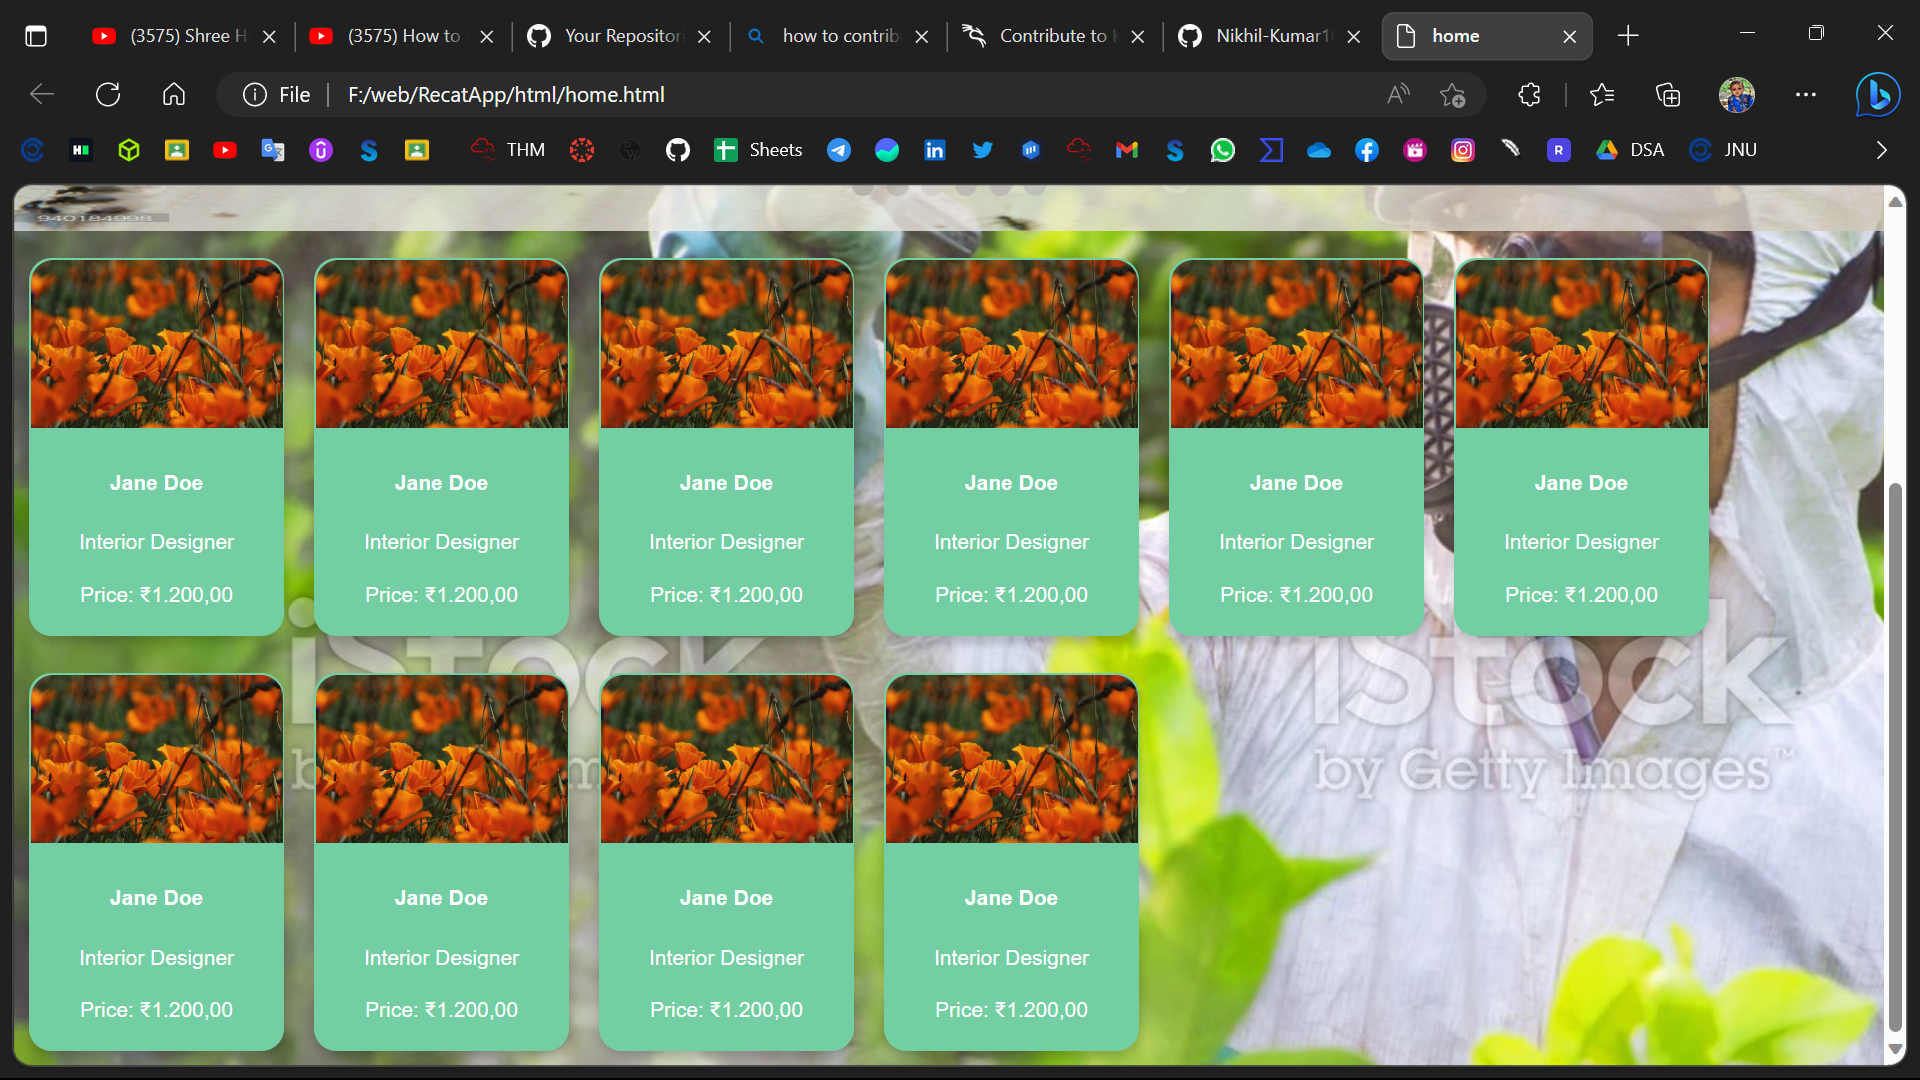 (3575) Shree H
(3575) How to
Your Repositori
how to contrib
Contribute to
Nikhil-Kumar1
home
File
F:/web/RecatApp/html/home.html
THM
Sheets
DSA
JNU
940184998
Jane Doe Jane Doe Jane Doe Jane Doe Jane Doe Jane Doe
Interior Designer Interior Designer Interior Designer Interior Designer Interior Designer Interior Designer
Price: ₹1.200,00 Price: ₹1.200,00 Price: ₹1.200,00 Price: ₹1.200,00 Price: ₹1.200,00 Price: ₹1.200,00
iStock iStock
by Getty Images™
Jane Doe Jane Doe Jane Doe Jane Doe
Interior Designer Interior Designer Interior Designer Interior Designer
Price: ₹1.200,00 Price: ₹1.200,00 Price: ₹1.200,00 Price: ₹1.200,00